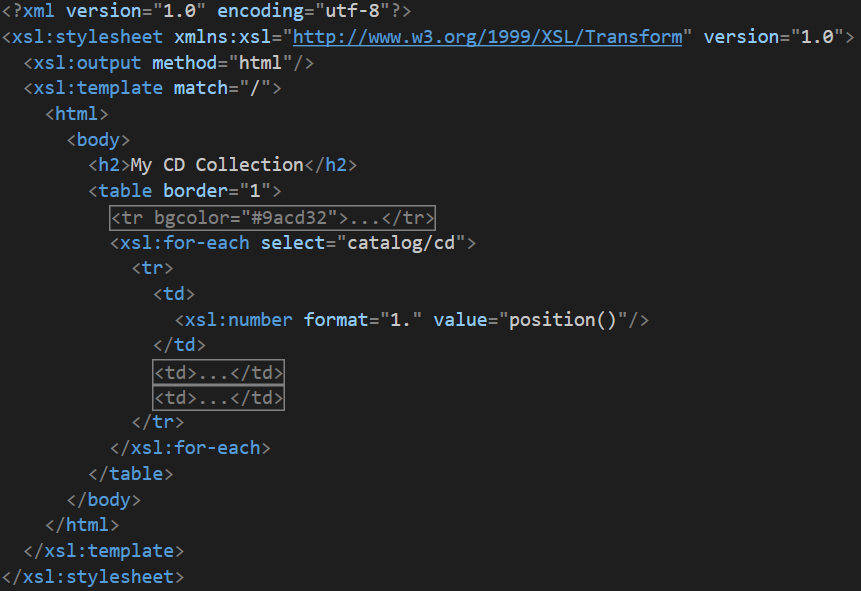 <?xml version="1.0" encoding="utf-8"?>
<xsl:stylesheet xmlns:xsl="http://www.w3.org/1999/XSL/Transform" version="1.0">
<xsl:output method="html"/>
<xsl:template match="/">
<html>
<body>
<h2>My CD Collection</h2>
<table border="1">
<tr bgcolor="#9acd32">...</tr>
<xsl:for-each select="catalog/cd">
<tr>
<td>
<xsl:number format="1." value="position()"/>
</td>
<td>...</td>
<td>...</td>
</tr>
</xsl:for-each>
</table>
</body>
</html>
</xsl:template>
</xsl:stylesheet>